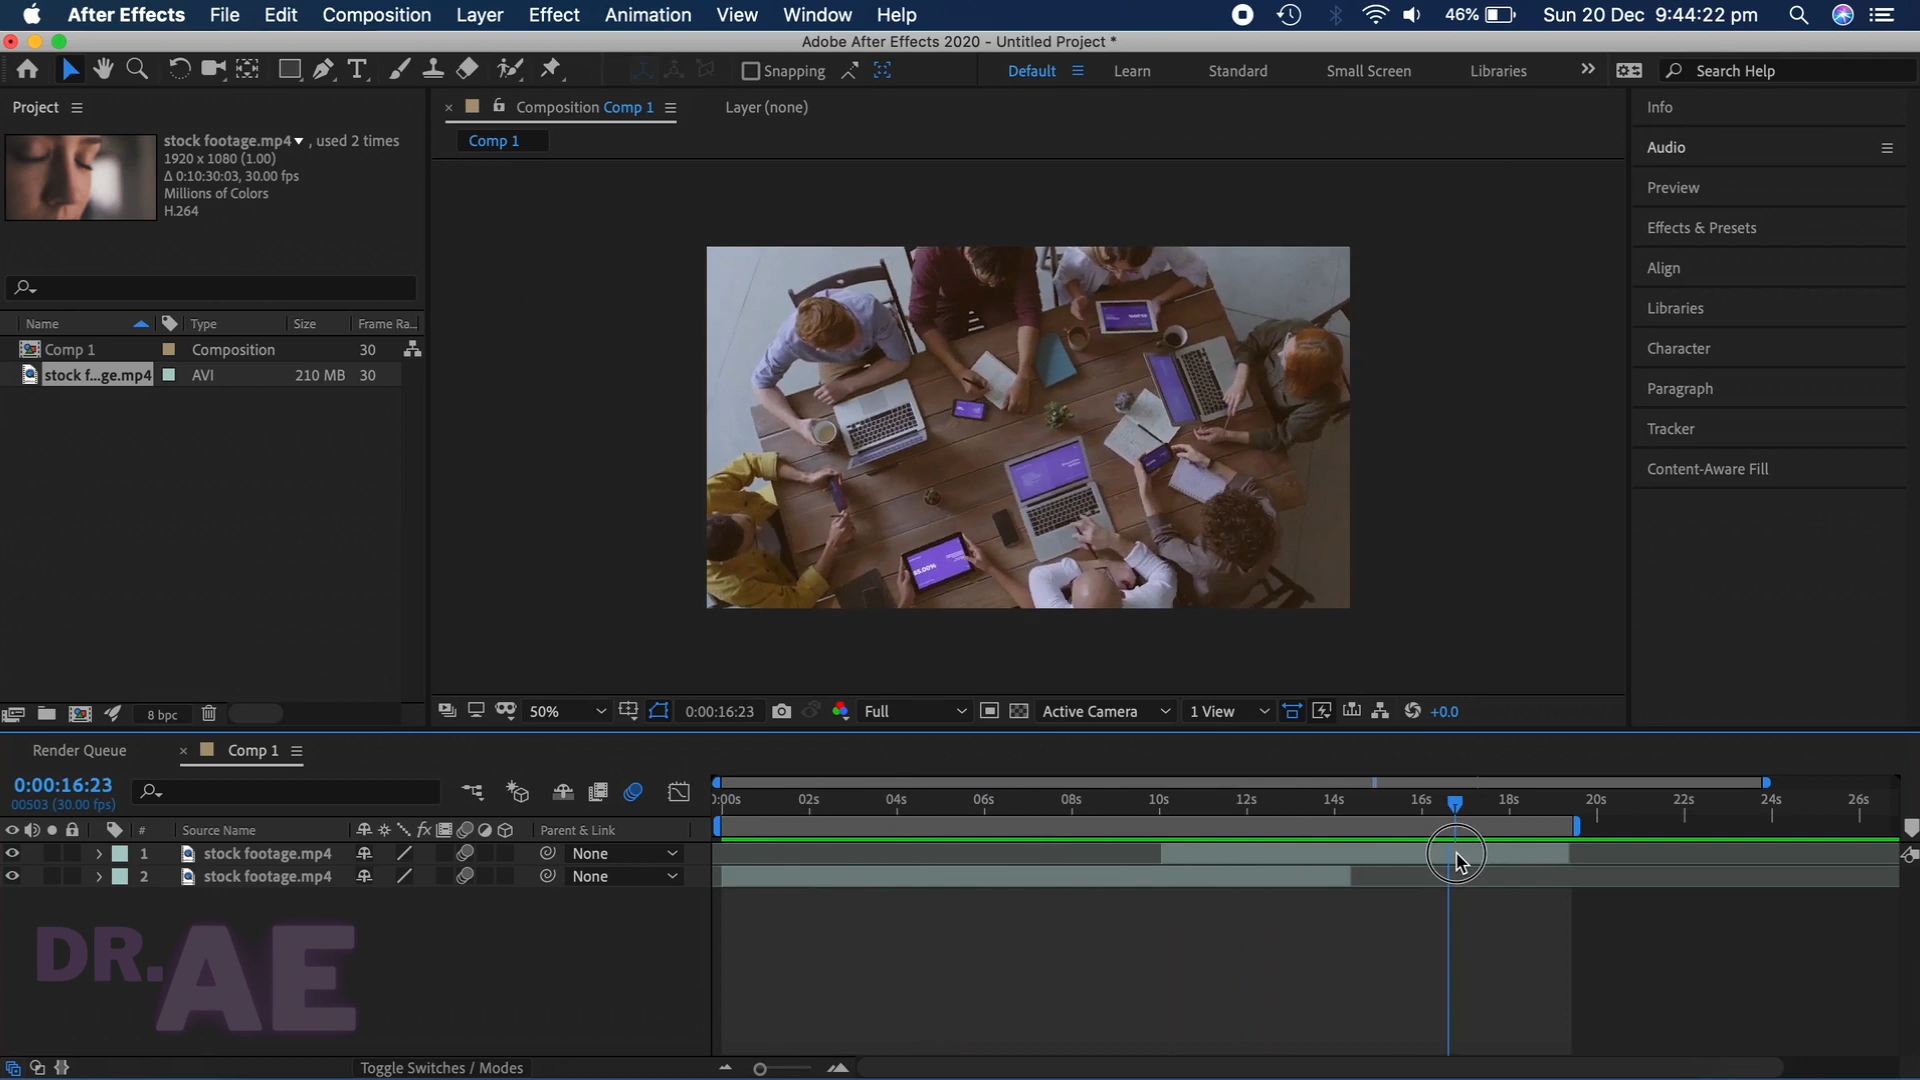 After Effects File Edit Composition Layer Effect Animation View Window Help
46% Sun 20 Dec 9:44:22 pm
Adobe After Effects 2020 - Untitled Project *
Snapping
Default Learn Standard Small Screen Libraries
Search Help
Project
stock footage.mp4 , used 2 times
1920 x 1080 (1.00)
Δ 0:10:30:03, 30.00 fps
Millions of Colors
H.264
Name Type Size Frame Ra...
Comp 1 Composition 30
stock f...ge.mp4 AVI 210 MB 30
8 bpc
Composition Comp 1
Layer (none)
Comp 1
85.00%
50% 0:00:16:23 Full Active Camera 1 View +0.0
Info
Audio
Preview
Effects & Presets
Align
Libraries
Character
Paragraph
Tracker
Content-Aware Fill
Render Queue Comp 1
0:00:16:23
00503 (30.00 fps)
0:00s 02s 04s 06s 08s 10s 12s 14s 16s 18s 20s 22s 24s 26s
# Source Name fx Parent & Link
1 stock footage.mp4 None
2 stock footage.mp4 None
DR.AE
Toggle Switches / Modes